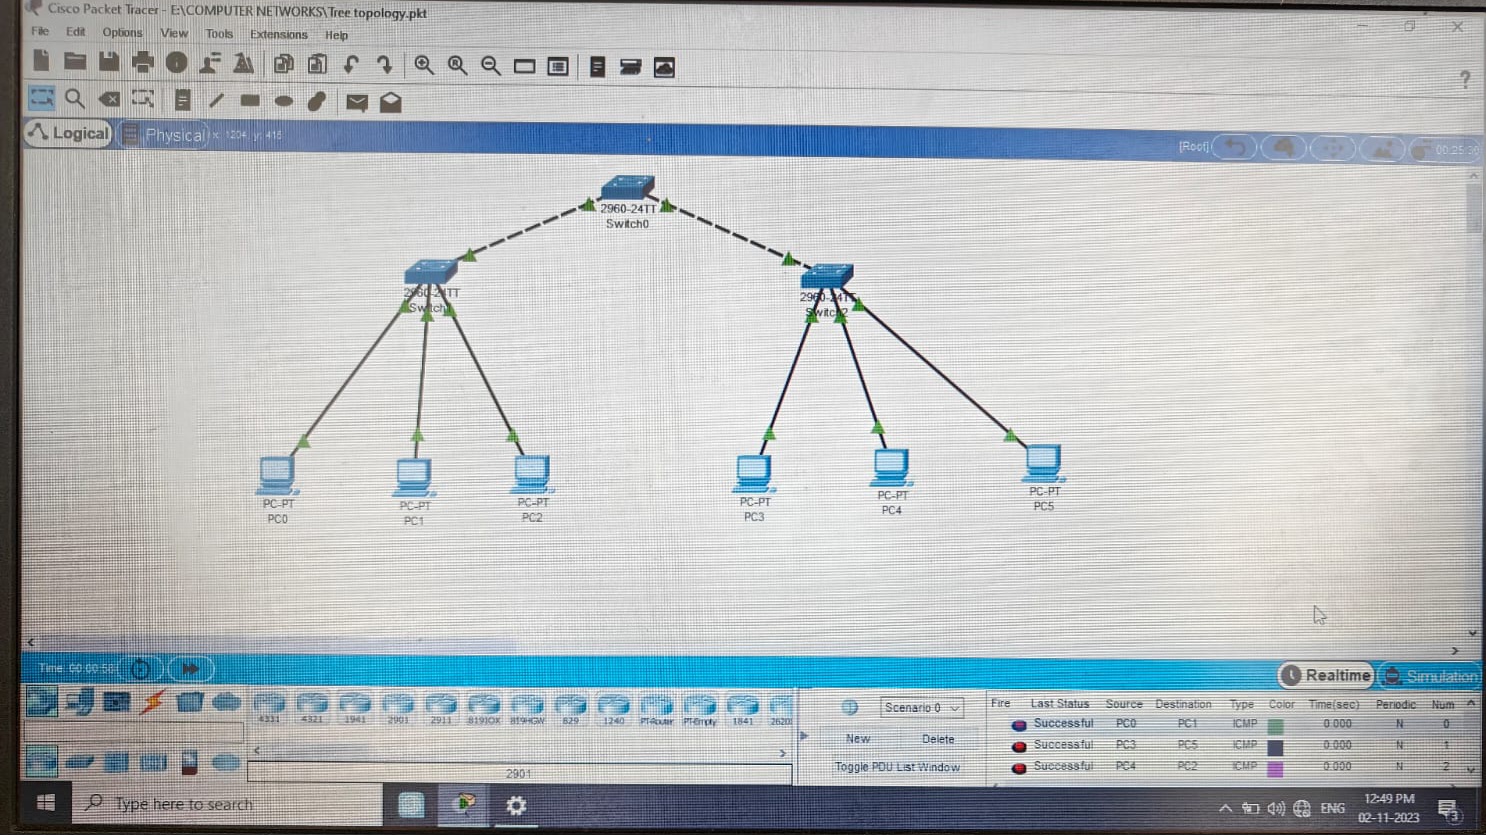 Cisco Packet Tracer - E:\COMPUTER NETWORKS\Tree topology.pkt
File Edit Options View Tools Extensions Help
?
Logical Physical x: 1204, y: 415 [Root] 00:25:30
2960-24TT
Switch0
2960-24TT
Switch1
2960-24TT
Switch2
PC-PT
PC0
PC-PT
PC1
PC-PT
PC2
PC-PT
PC3
PC-PT
PC4
PC-PT
PC5
Time: 00:00:58
Realtime Simulation
4331 4321 1941 2901 2911 819IOX 819HGW 829 1240 PT-Router PT-Empty 1841
2901
Scenario 0
New Delete
Toggle PDU List Window
Fire Last Status Source Destination Type Color Time(sec) Periodic Num
Successful PC0 PC1 ICMP 0.000 N 0
Successful PC3 PC5 ICMP 0.000 N 1
Successful PC4 PC2 ICMP 0.000 N 2
Type here to search
ENG
12:49 PM
02-11-2023
3